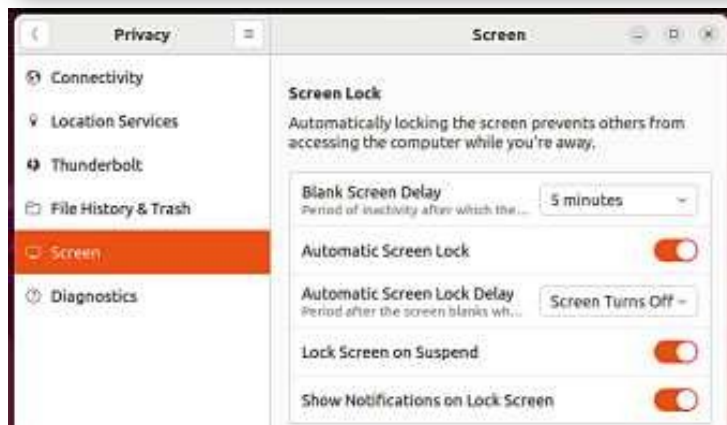 Privacy
Screen
Connectivity
Location Services
Thunderbolt
File History & Trash
Screen
Diagnostics
Screen Lock
Automatically locking the screen prevents others from
accessing the computer while you're away.
Blank Screen Delay
Period of inactivity after which the...
5 minutes
Automatic Screen Lock
Automatic Screen Lock Delay
Period after the screen blanks wh...
Screen Turns Off
Lock Screen on Suspend
Show Notifications on Lock Screen